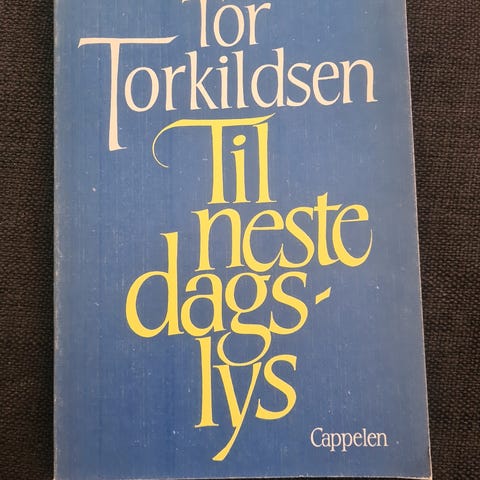 Tor
Torkildsen
Til
neste
dags-
lys
Cappelen